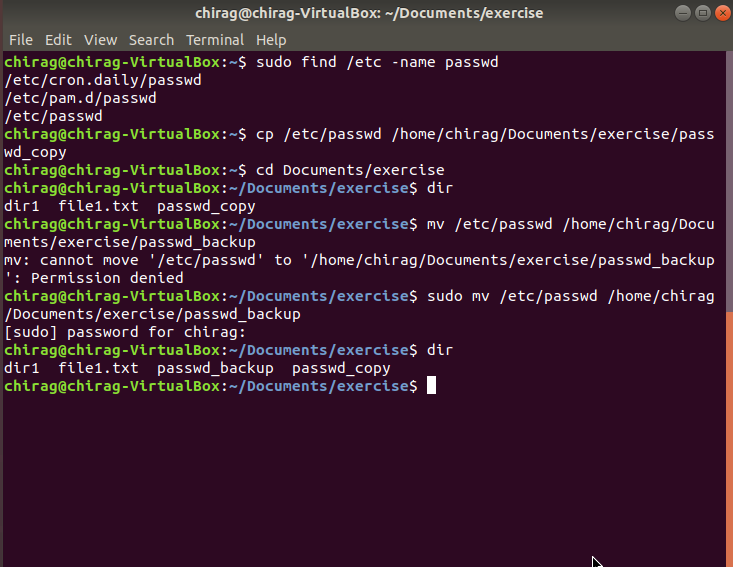 chirag@chirag-VirtualBox: ~/Documents/exercise
File Edit View Search Terminal Help
chirag@chirag-VirtualBox:~$ sudo find /etc -name passwd
/etc/cron.daily/passwd
/etc/pam.d/passwd
/etc/passwd
chirag@chirag-VirtualBox:~$ cp /etc/passwd /home/chirag/Documents/exercise/pass
wd_copy
chirag@chirag-VirtualBox:~$ cd Documents/exercise
chirag@chirag-VirtualBox:~/Documents/exercise$ dir
dir1  file1.txt  passwd_copy
chirag@chirag-VirtualBox:~/Documents/exercise$ mv /etc/passwd /home/chirag/Docu
ments/exercise/passwd_backup
mv: cannot move '/etc/passwd' to '/home/chirag/Documents/exercise/passwd_backup
': Permission denied
chirag@chirag-VirtualBox:~/Documents/exercise$ sudo mv /etc/passwd /home/chirag
/Documents/exercise/passwd_backup
[sudo] password for chirag:
chirag@chirag-VirtualBox:~/Documents/exercise$ dir
dir1  file1.txt  passwd_backup  passwd_copy
chirag@chirag-VirtualBox:~/Documents/exercise$